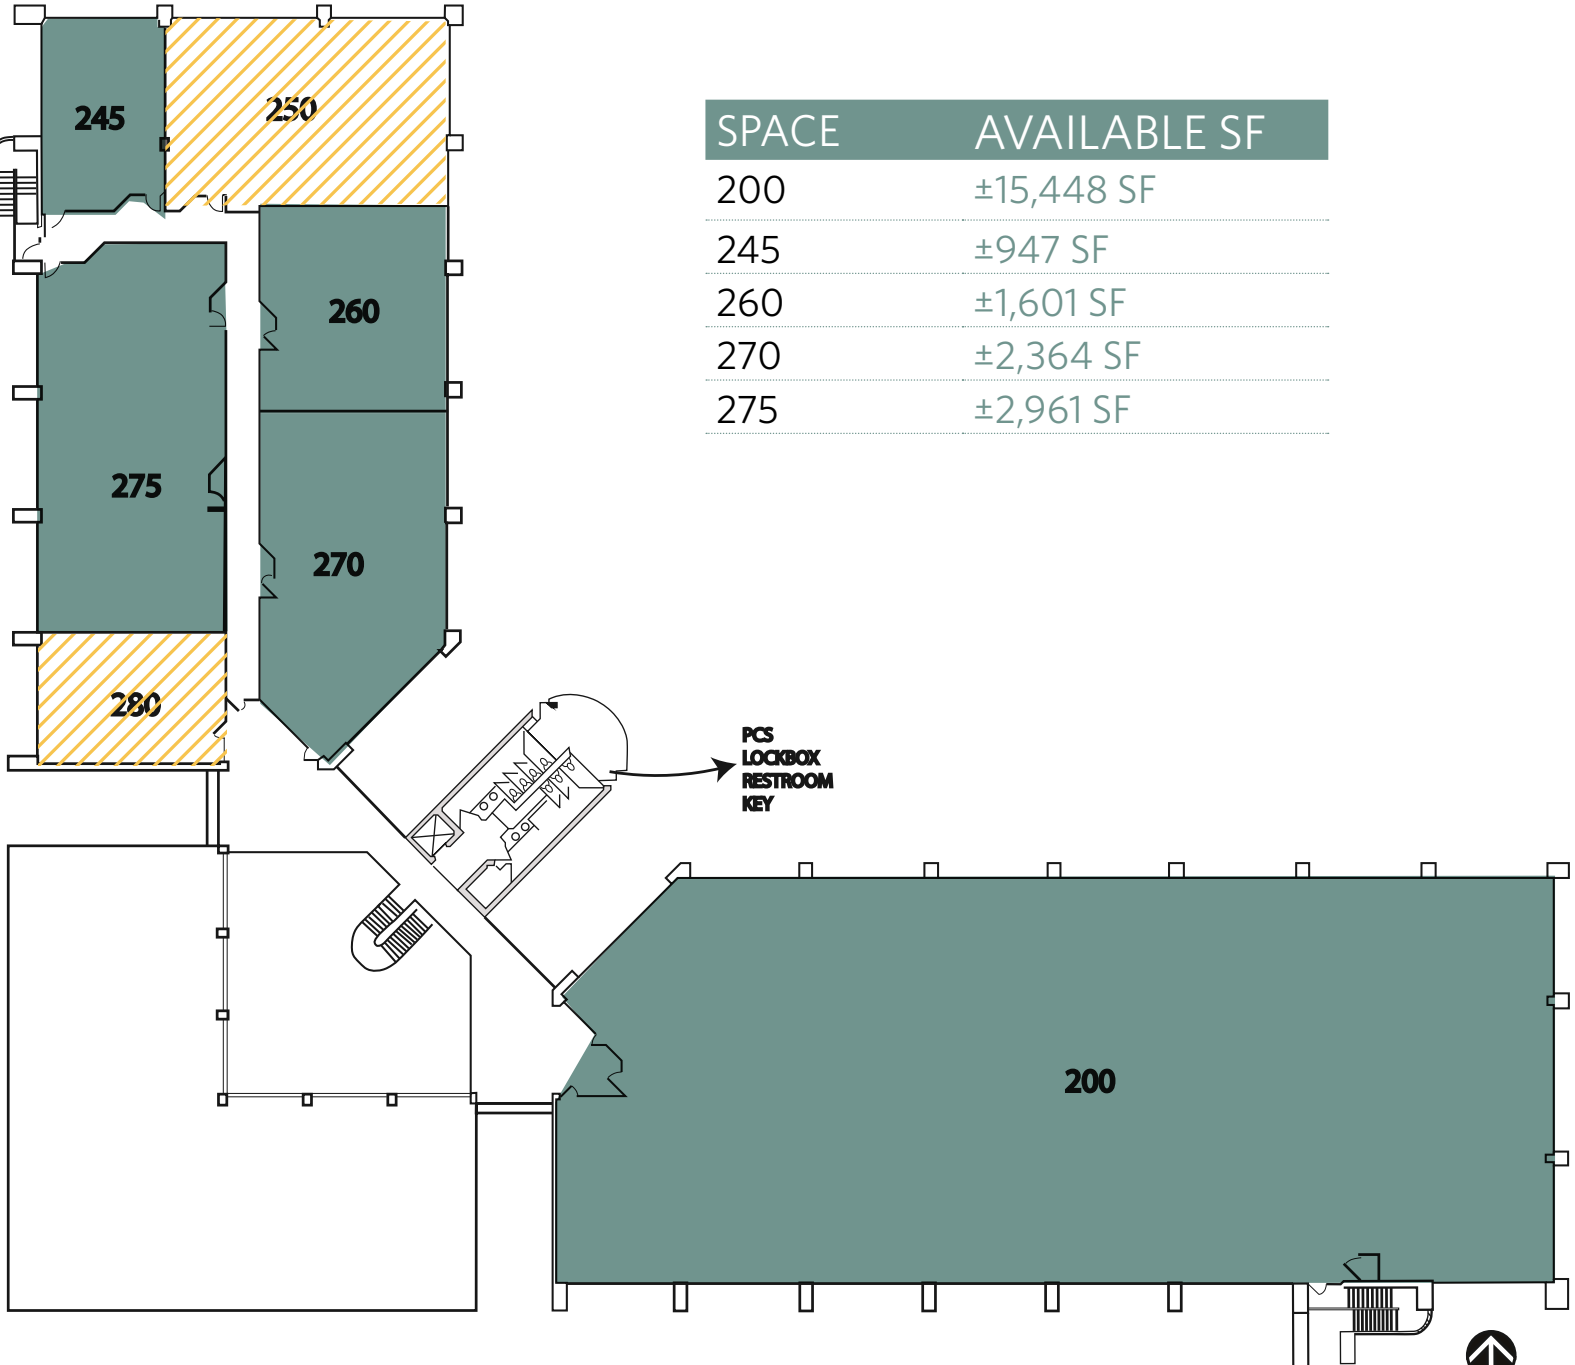 245
250
SPACE AVAILABLE SF
200 ±15,448 SF
245 ±947 SF
260 ±1,601 SF
270 ±2,364 SF
275 ±2,961 SF
260
275
270
280
PCS
LOCKBOX
RESTROOM
KEY
200